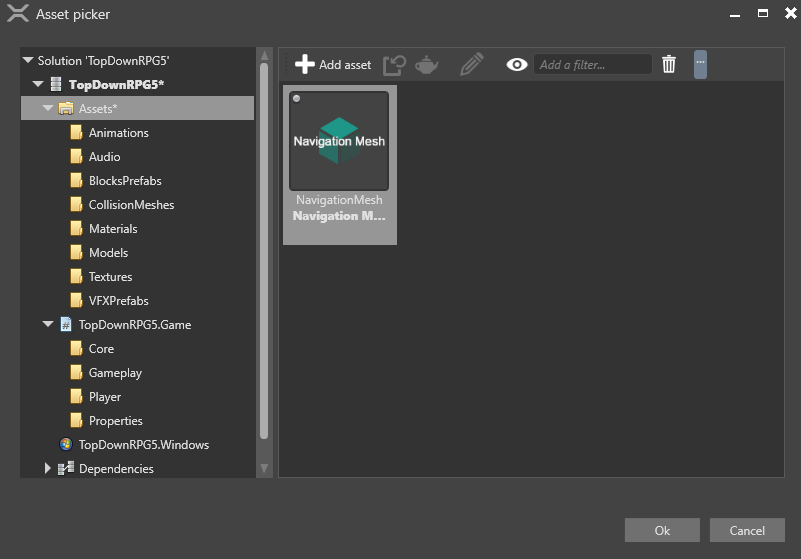 Asset picker
Solution 'TopDownRPG5'
TopDownRPG5*
Assets*
Animations
Audio
BlocksPrefabs
CollisionMeshes
Materials
Models
Textures
VFXPrefabs
TopDownRPG5.Game
Core
Gameplay
Player
Properties
TopDownRPG5.Windows
Dependencies
Add asset
Add a filter...
Navigation Mesh
NavigationMesh
Navigation M...
Ok
Cancel